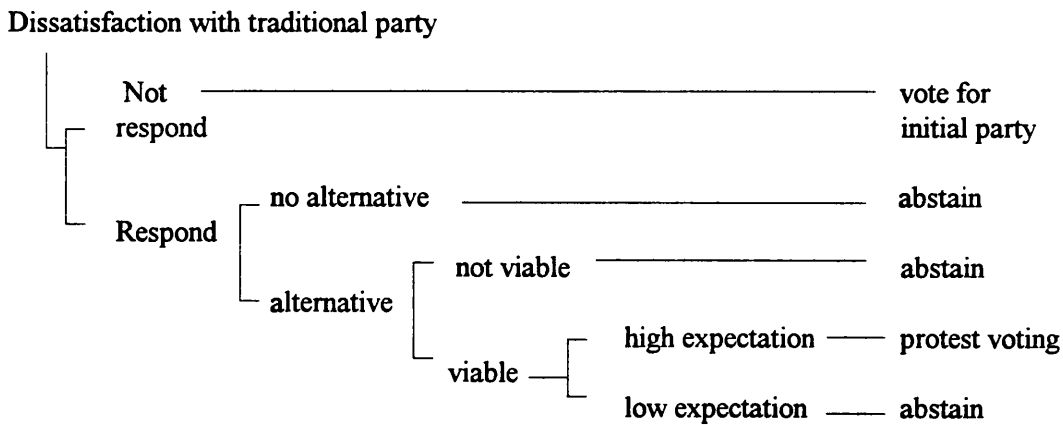 Dissatisfaction with traditional party
Not
respond
vote for
initial party
Respond
no alternative
abstain
alternative
not viable
abstain
viable
high expectation
protest voting
low expectation
abstain